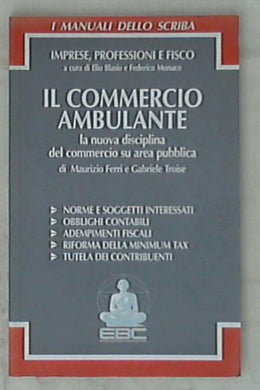 I MANUALI DELLO SCRIBA
IMPRESE, PROFESSIONI E FISCO
a cura di Elio Blasio e Federico Monaco
IL COMMERCIO
AMBULANTE
la nuova disciplina
del commercio su area pubblica
di Maurizio Ferri e Gabriele Troise
NORME E SOGGETTI INTERESSATI
OBBLIGHI CONTABILI
ADEMPIMENTI FISCALI
RIFORMA DELLA MINIMUM TAX
TUTELA DEI CONTRIBUENTI
EBC